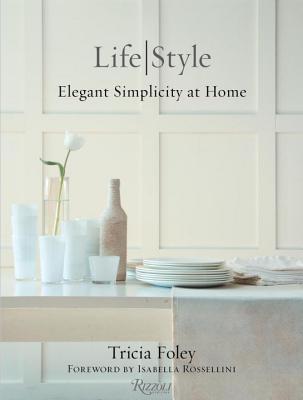 Life|Style
Elegant Simplicity at Home
Tricia Foley
Foreword by Isabella Rossellini
Rizzoli